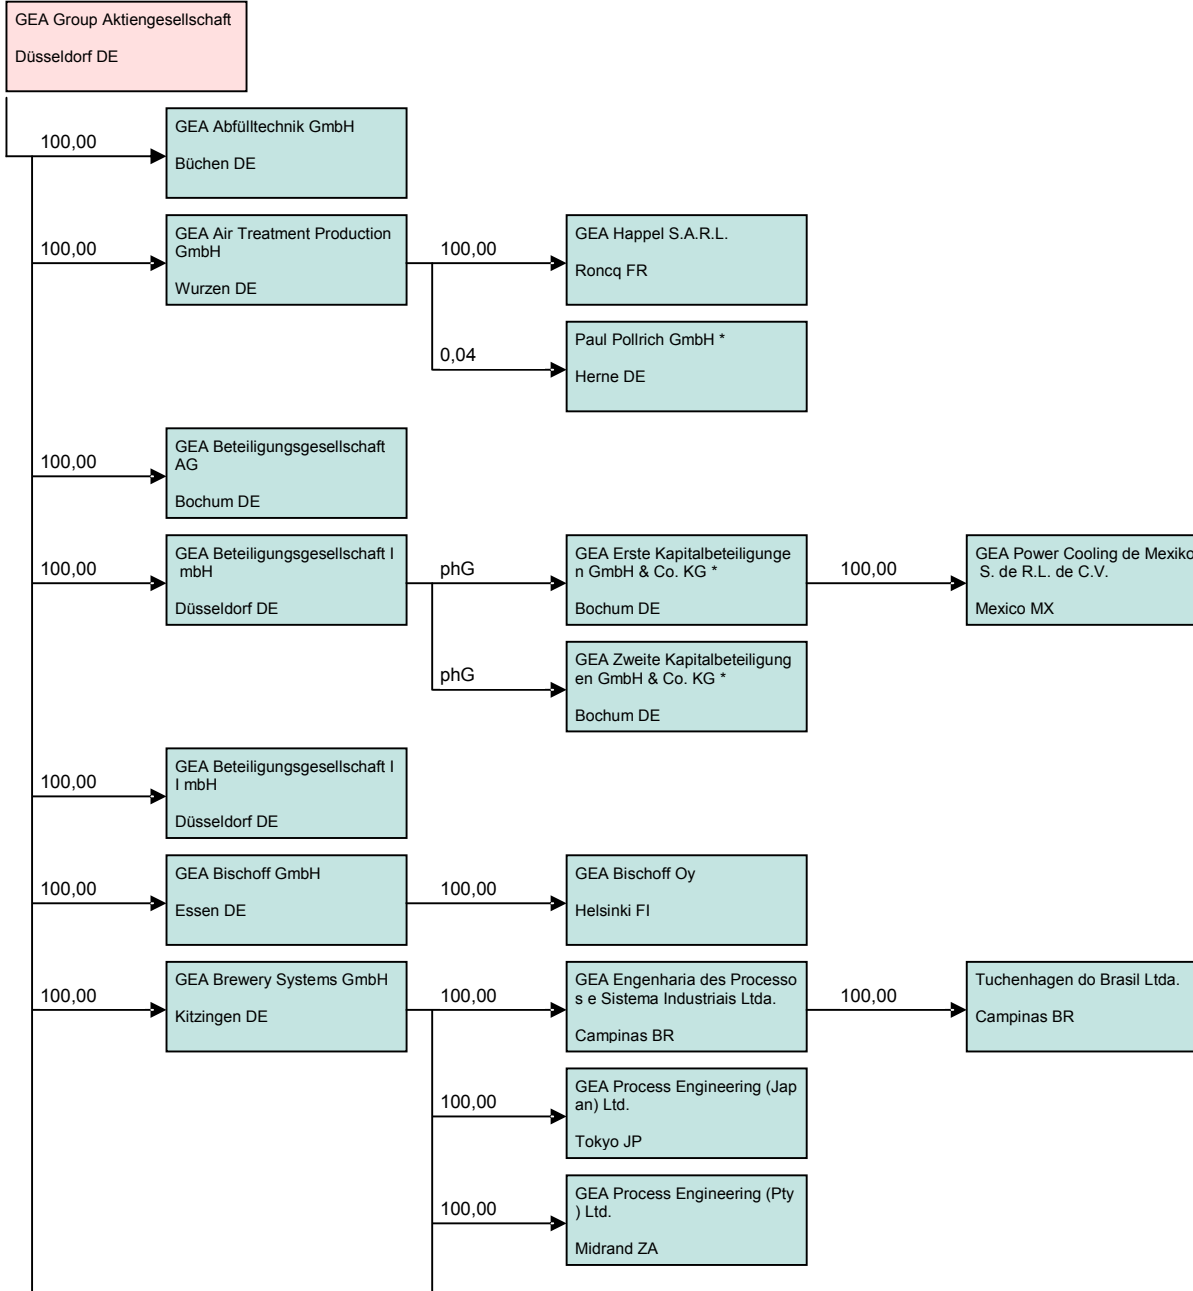 GEA Group Aktiengesellschaft
Düsseldorf DE
100,00
GEA Abfülltechnik GmbH
Büchen DE
100,00
GEA Air Treatment Production
GmbH
Wurzen DE
100,00
GEA Happel S.A.R.L.
Roncq FR
0,04
Paul Pollrich GmbH *
Herne DE
100,00
GEA Beteiligungsgesellschaft
AG
Bochum DE
100,00
GEA Beteiligungsgesellschaft I
mbH
Düsseldorf DE
phG
GEA Erste Kapitalbeteiligunge
n GmbH & Co. KG *
Bochum DE
100,00
GEA Power Cooling de Mexiko
S. de R.L. de C.V.
Mexico MX
phG
GEA Zweite Kapitalbeteiligung
en GmbH & Co. KG *
Bochum DE
100,00
GEA Beteiligungsgesellschaft I
I mbH
Düsseldorf DE
100,00
GEA Bischoff GmbH
Essen DE
100,00
GEA Bischoff Oy
Helsinki FI
100,00
GEA Brewery Systems GmbH
Kitzingen DE
100,00
GEA Engenharia des Processo
s e Sistema Industriais Ltda.
Campinas BR
100,00
Tuchenhagen do Brasil Ltda.
Campinas BR
100,00
GEA Process Engineering (Jap
an) Ltd.
Tokyo JP
100,00
GEA Process Engineering (Pty
) Ltd.
Midrand ZA